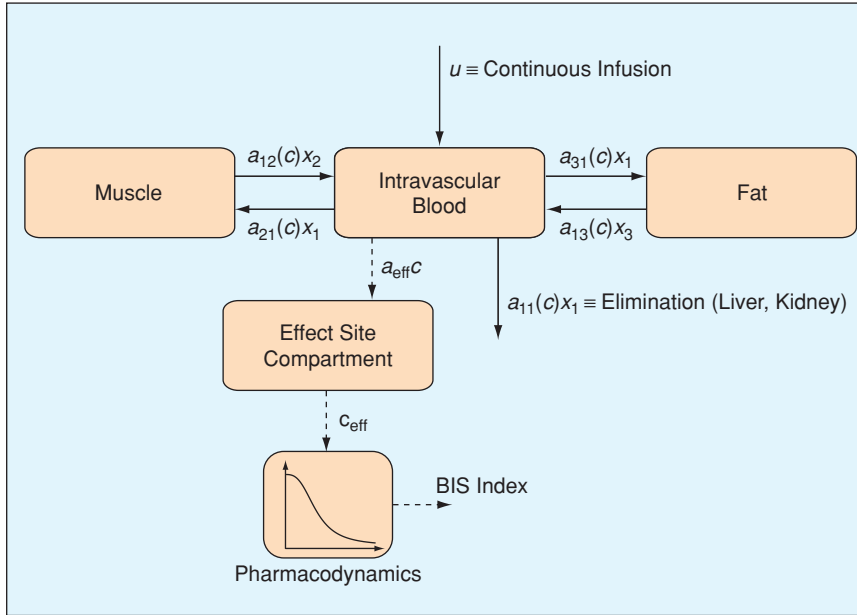 u ≡ Continuous Infusion
a12(c)x2
a31(c)x1
Muscle
Intravascular
Blood
Fat
a21(c)x1
a13(c)x3
aeffc
a11(c)x1 ≡ Elimination (Liver, Kidney)
Effect Site
Compartment
ceff
BIS Index
Pharmacodynamics